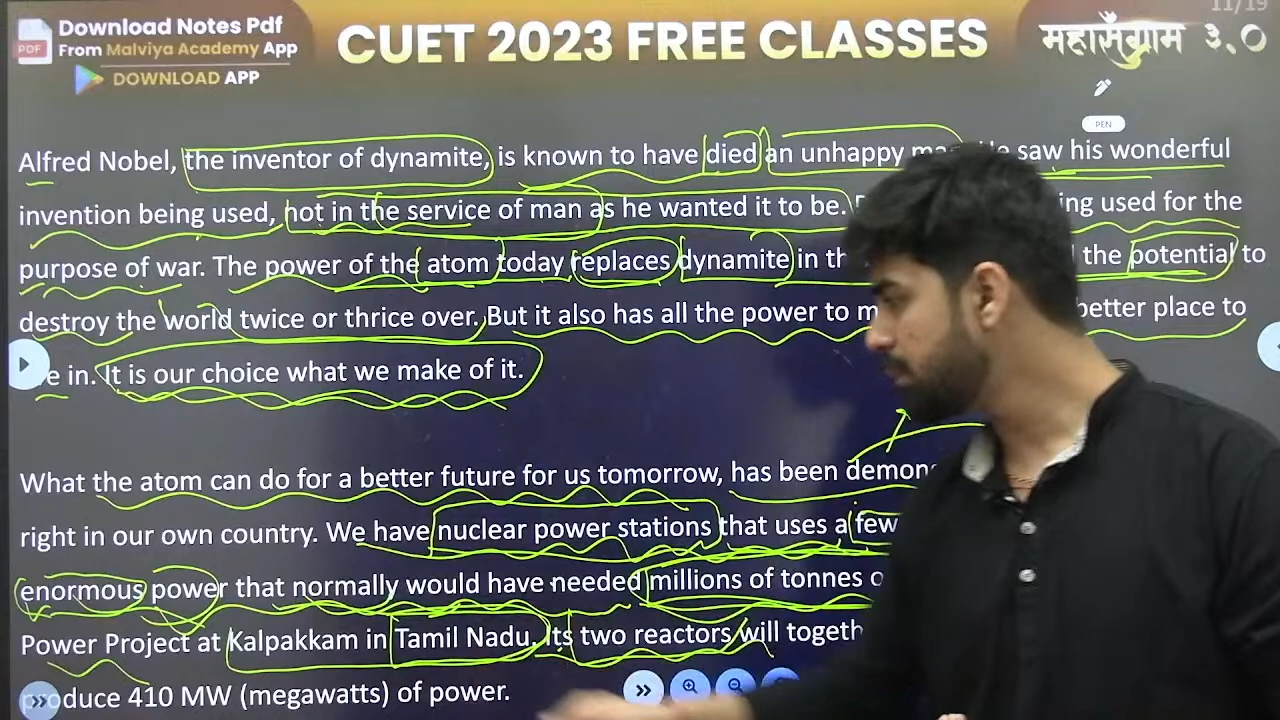 11/19
Download Notes Pdf
PDF
From Malviya Academy App
DOWNLOAD APP
CUET 2023 FREE CLASSES
महासँग्राम ३.०
PEN
Alfred Nobel, the inventor of dynamite, is known to have died an unhappy saw his wonderful
invention being used, not in the service of man as he wanted it to be. used for the
purpose of war. The power of the atom today replaces dynamite in the potential to
destroy the world twice or thrice over. But it also has all the power to better place to
in. It is our choice what we make of it.
What the atom can do for a better future for us tomorrow, has been
right in our own country. We have nuclear power stations that uses a few
enormous power that normally would have needed millions of tonnes
Power Project at Kalpakkam in Tamil Nadu. Its two reactors will
produce 410 MW (megawatts) of power.